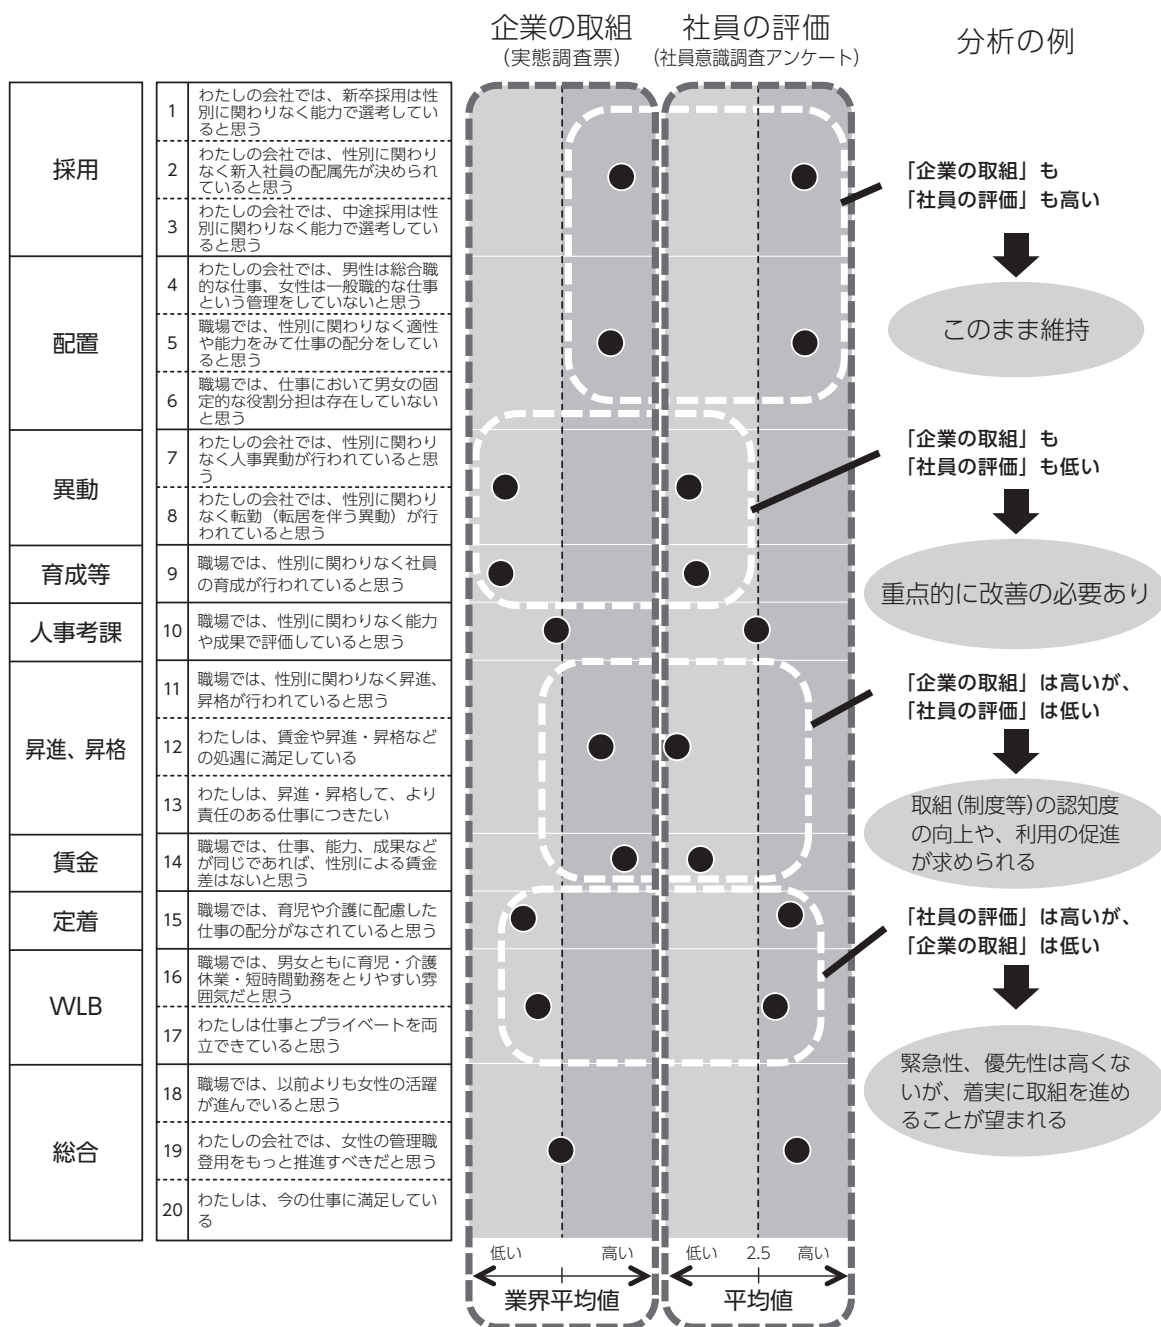 企業の取組
(実態調査票)
社員の評価
(社員意識調査アンケート)
分析の例
採用
1
わたしの会社では、新卒採用は性
別に関わりなく能力で選考してい
ると思う
2
わたしの会社では、性別に関わり
なく新入社員の配属先が決められ
ていると思う
3
わたしの会社では、中途採用は性
別に関わりなく能力で選考してい
ると思う
配置
4
わたしの会社では、男性は総合職
的な仕事、女性は一般職的な仕事
という管理をしていないと思う
5
職場では、性別に関わりなく適性
や能力をみて仕事の配分をしてい
ると思う
6
職場では、仕事において男女の固
定的な役割分担は存在していない
と思う
異動
7
わたしの会社では、性別に関わり
なく人事異動が行われていると思
う
8
わたしの会社では、性別に関わり
なく転勤(転居を伴う異動)が行
われていると思う
育成等
9
職場では、性別に関わりなく社員
の育成が行われていると思う
人事考課
10
職場では、性別に関わりなく能力
や成果で評価していると思う
昇進、昇格
11
職場では、性別に関わりなく昇進、
昇格が行われていると思う
12
わたしは、賃金や昇進・昇格など
の処遇に満足している
13
わたしは、昇進・昇格して、より
責任のある仕事につきたい
賃金
14
職場では、仕事、能力、成果など
が同じであれば、性別による賃金
差はないと思う
定着
15
職場では、育児や介護に配慮した
仕事の配分がなされていると思う
WLB
16
職場では、男女ともに育児・介護
休業・短時間勤務をとりやすい雰
囲気だと思う
17
わたしは仕事とプライベートを両
立できていると思う
総合
18
職場では、以前よりも女性の活躍
が進んでいると思う
19
わたしの会社では、女性の管理職
登用をもっと推進すべきだと思う
20
わたしは、今の仕事に満足してい
る
「企業の取組」も
「社員の評価」も高い
このまま維持
「企業の取組」も
「社員の評価」も低い
重点的に改善の必要あり
「企業の取組」は高いが、
「社員の評価」は低い
取組(制度等)の認知度
の向上や、利用の促進
が求められる
「社員の評価」は高いが、
「企業の取組」は低い
緊急性、優先性は高くな
いが、着実に取組を進め
ることが望まれる
低い
高い
業界平均値
低い
2.5
高い
平均値